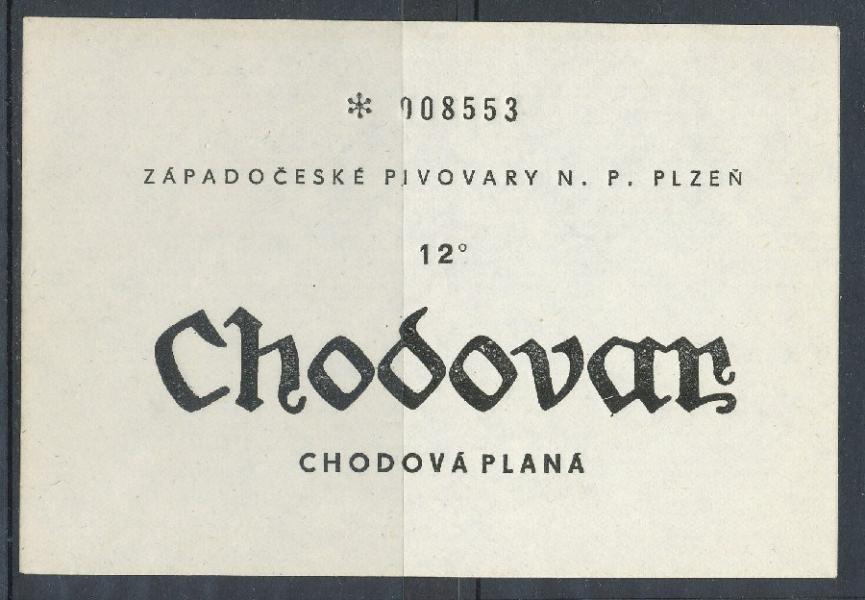 * 008553
ZÁPADOČESKÉ PIVOVARY N. P. PLZEŇ
12°
Chodovar
CHODOVÁ PLANÁ